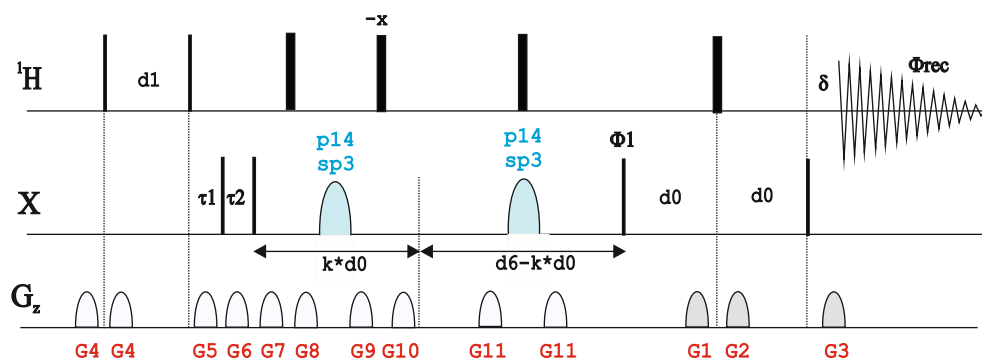 -x
¹H
d1
δ
Φrec
p14
sp3
p14
sp3
Φ1
X
τ1
τ2
d0
d0
k*d0
d6-k*d0
Gz
G4
G4
G5
G6
G7
G8
G9
G10
G11
G11
G1
G2
G3